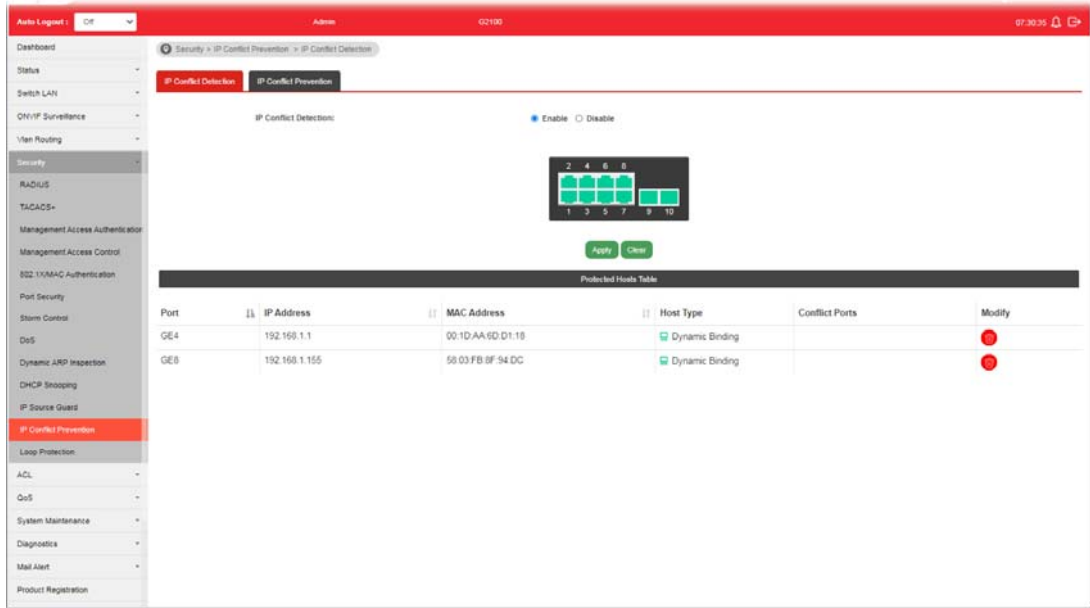 Auto Logout : Off Admin G2100 07:30:35
Dashboard
Status
Switch LAN
ONVIF Surveillance
Vlan Routing
Security
RADIUS
TACACS+
Management Access Authentication
Management Access Control
802.1X/MAC Authentication
Port Security
Storm Control
DoS
Dynamic ARP Inspection
DHCP Snooping
IP Source Guard
IP Conflict Prevention
Loop Protection
ACL
QoS
System Maintenance
Diagnostics
Mail Alert
Product Registration
Security > IP Conflict Prevention > IP Conflict Detection
IP Conflict Detection IP Conflict Prevention
IP Conflict Detection: Enable Disable
2 4 6 8
1 3 5 7 9 10
Apply Clear
Protected Hosts Table
Port IP Address MAC Address Host Type Conflict Ports Modify
GE4 192.168.1.1 00:1D:AA:6D:D1:18 Dynamic Binding
GE8 192.168.1.155 58:03:FB:8F:94:DC Dynamic Binding